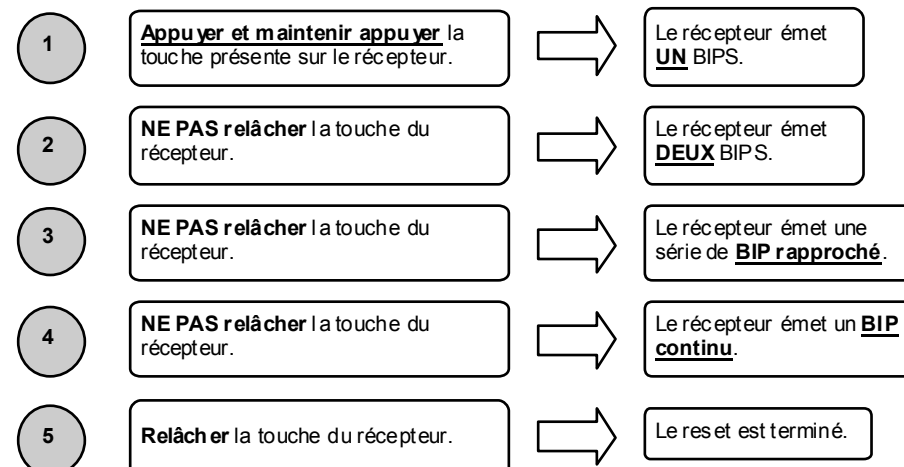 1
Appuyer et maintenir appuyer la
touche présente sur le récepteur.
Le récepteur émet
UN BIPS.
2
NE PAS relâcher la touche du
récepteur.
Le récepteur émet
DEUX BIPS.
3
NE PAS relâcher la touche du
récepteur.
Le récepteur émet une
série de BIP rapproché.
4
NE PAS relâcher la touche du
récepteur.
Le récepteur émet un BIP
continu.
5
Relâcher la touche du récepteur.
Le reset est terminé.